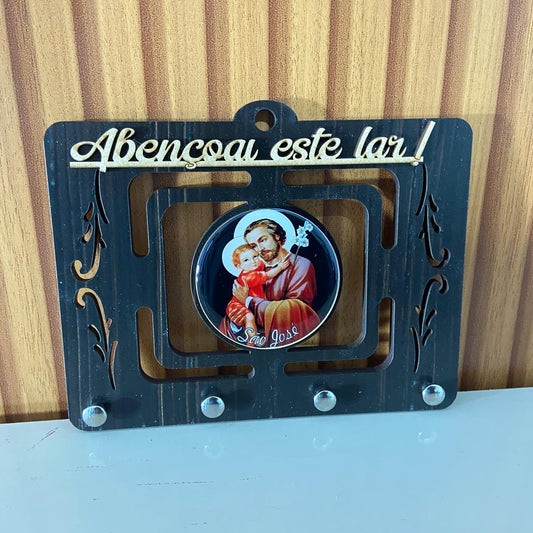 Abençoai este lar!
São José